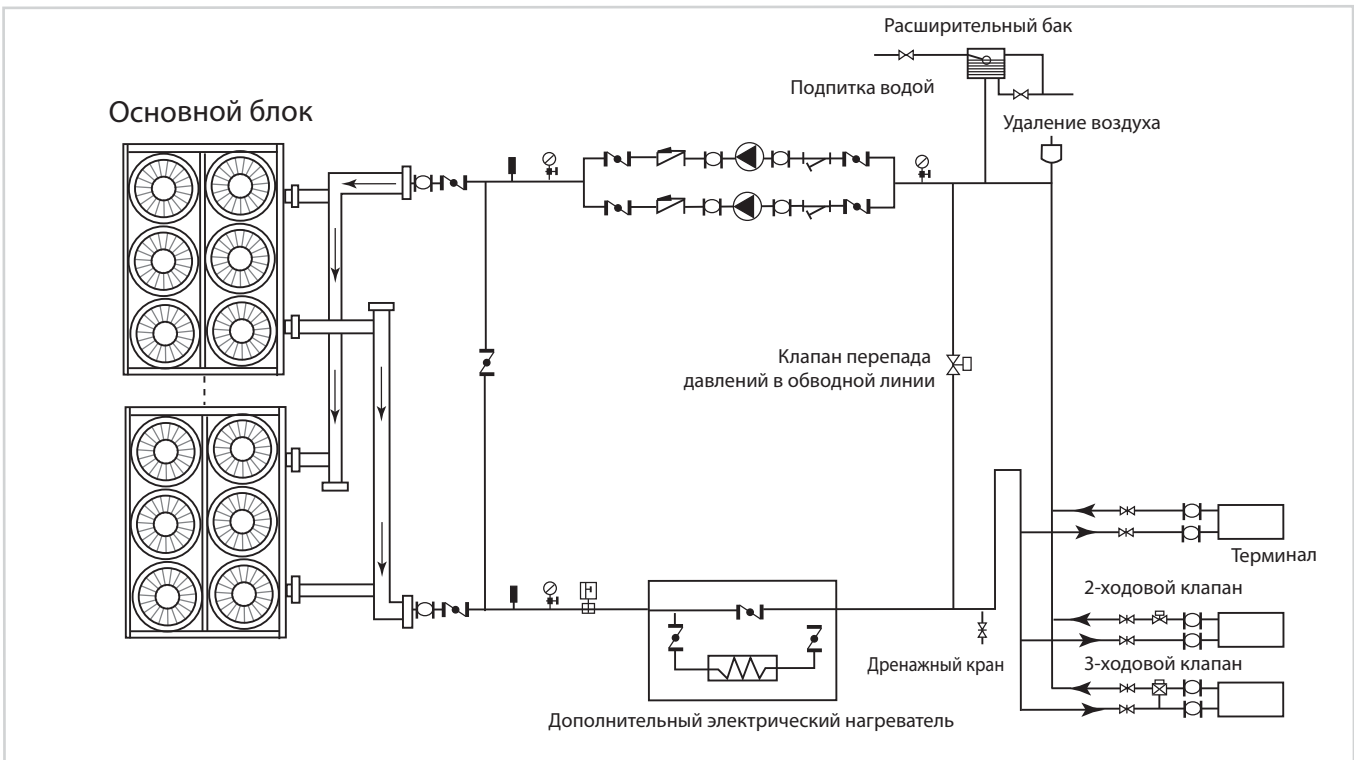 Расширительный бак
Подпитка водой
Основной блок
Удаление воздуха
Клапан перепада
давлений в обводной линии
Терминал
2-ходовой клапан
3-ходовой клапан
Дренажный кран
Дополнительный электрический нагреватель